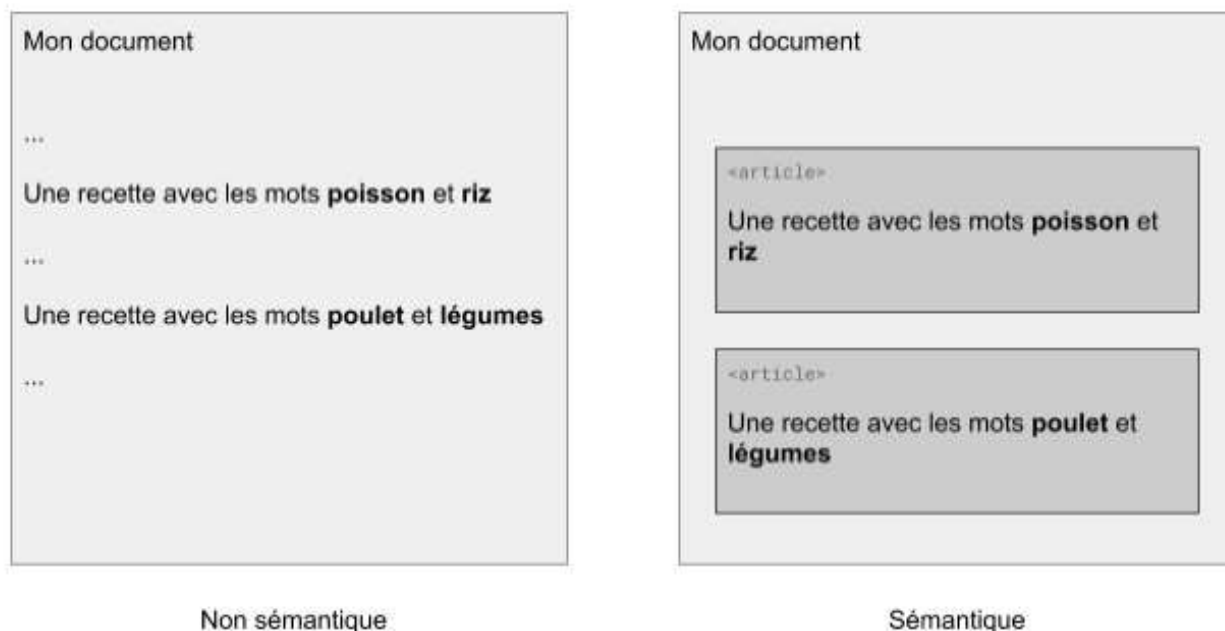 Mon document
...
Une recette avec les mots poisson et riz
...
Une recette avec les mots poulet et légumes
...
Non sémantique
Mon document
<article>
Une recette avec les mots poisson et
riz
<article>
Une recette avec les mots poulet et
légumes
Sémantique